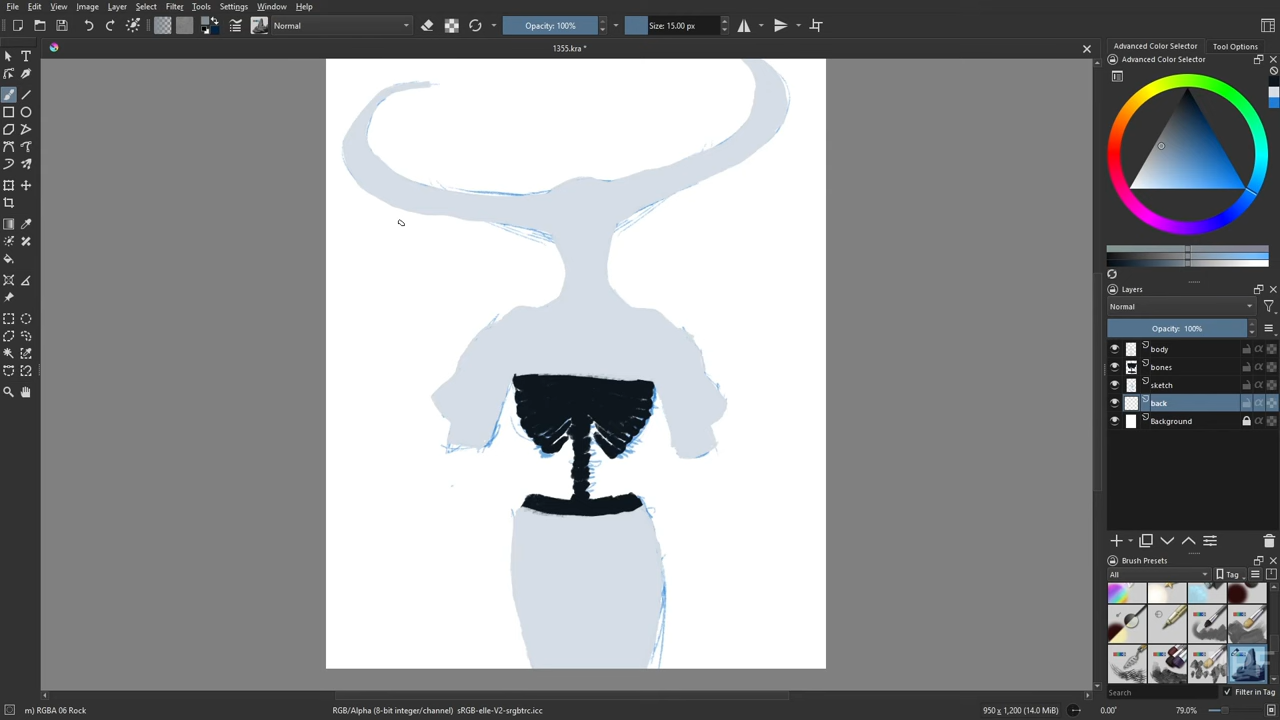 File Edit View Image Layer Select Filter Tools Settings Window Help
Normal
Opacity: 100%
Size: 15.00 px
1355.kra *
Advanced Color Selector
Tool Options
Advanced Color Selector
Layers
Normal
Opacity: 100%
body
bones
sketch
back
Background
Brush Presets
All
Tag
Search
Filter in Tag
m) RGBA 06 Rock
RGB/Alpha (8-bit integer/channel) sRGB-elle-V2-srgbtrc.icc
950 x 1,200 (14.0 MiB)
0.00°
79.0%